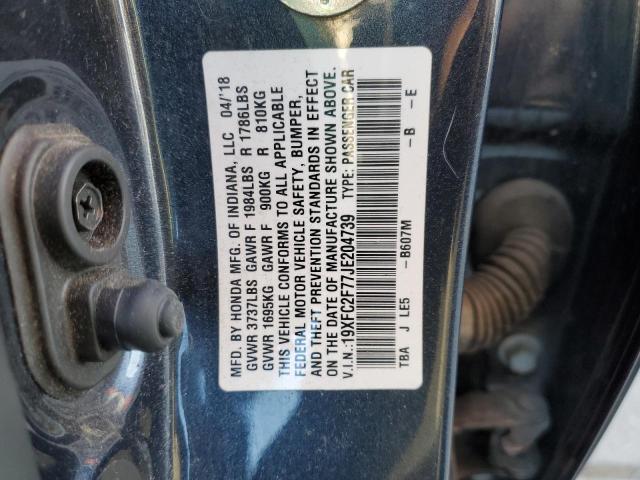 MFD. BY HONDA MFG. OF INDIANA, LLC 04/'18
GVWR 3737LBS GAWR F 1984LBS R 1786LBS
GVWR 1695KG GAWR F 900KG R 810KG
THIS VEHICLE CONFORMS TO ALL APPLICABLE
FEDERAL MOTOR VEHICLE SAFETY, BUMPER,
AND THEFT PREVENTION STANDARDS IN EFFECT
ON THE DATE OF MANUFACTURE SHOWN ABOVE.
V.I.N.:19XFC2F77JE204739 TYPE: PASSENGER CAR
TBA J LE5 -B607M -B -E